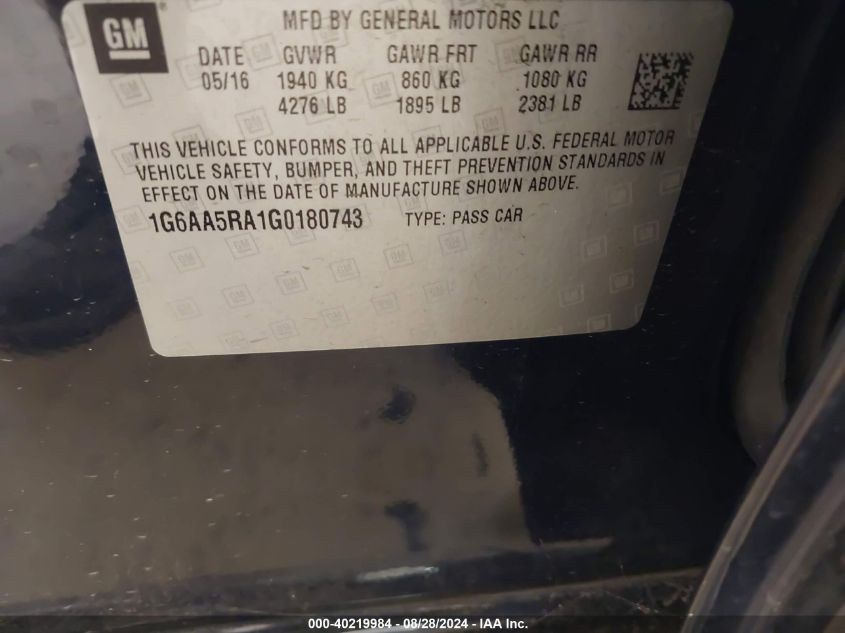 GM
MFD BY GENERAL MOTORS LLC
DATE GVWR GAWR FRT GAWR RR
05/16 1940 KG 860 KG 1080 KG
4276 LB 1895 LB 2381 LB
THIS VEHICLE CONFORMS TO ALL APPLICABLE U.S. FEDERAL MOTOR
VEHICLE SAFETY, BUMPER, AND THEFT PREVENTION STANDARDS IN
EFFECT ON THE DATE OF MANUFACTURE SHOWN ABOVE.
1G6AA5RA1G0180743 TYPE: PASS CAR
000-40219984 - 08/28/2024 - IAA Inc.